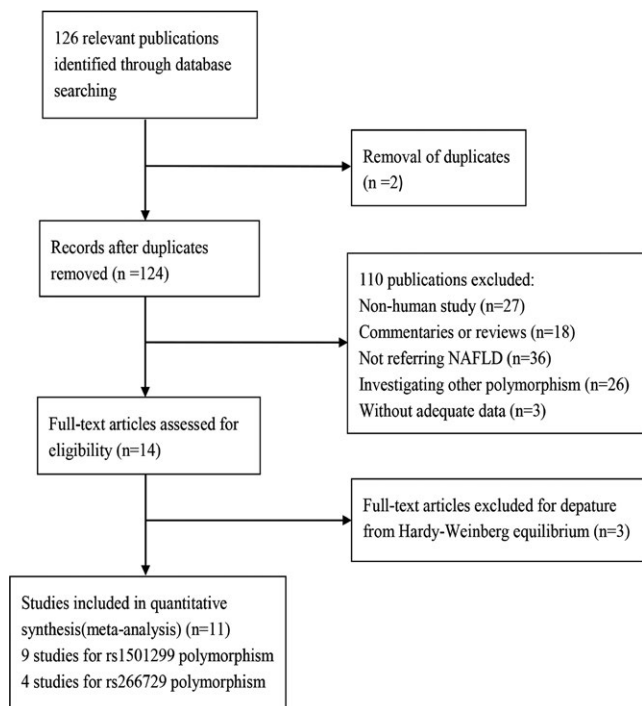 126 relevant publications
identified through database
searching
Removal of duplicates
(n =2)
Records after duplicates
removed (n =124)
110 publications excluded:
Non-human study (n=27)
Commentaries or reviews (n=18)
Not referring NAFLD (n=36)
Investigating other polymorphism (n=26)
Without adequate data (n=3)
Full-text articles assessed for
eligibility (n=14)
Full-text articles excluded for depature
from Hardy-Weinberg equilibrium (n=3)
Studies included in quantitative
synthesis(meta-analysis) (n=11)
9 studies for rs1501299 polymorphism
4 studies for rs266729 polymorphism